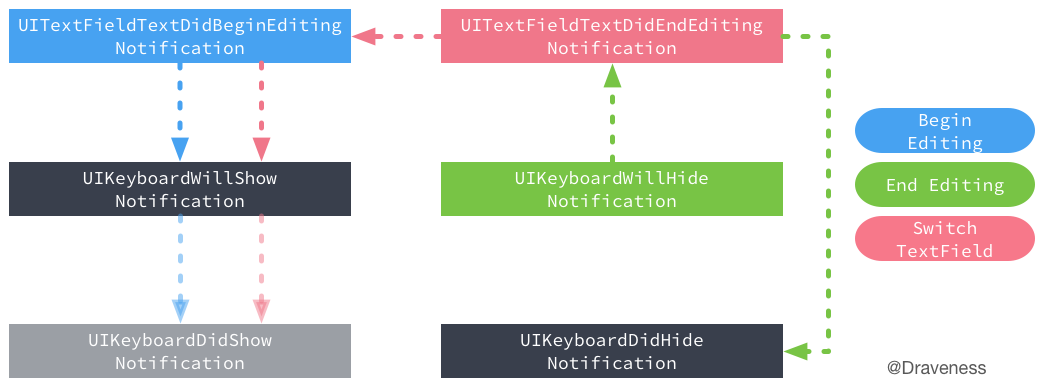 UITextFieldTextDidBeginEditing
Notification
UITextFieldTextDidEndEditing
Notification
UIKeyboardWillShow
Notification
UIKeyboardWillHide
Notification
UIKeyboardDidShow
Notification
UIKeyboardDidHide
Notification
Begin
Editing
End Editing
Switch
TextField
@Draveness